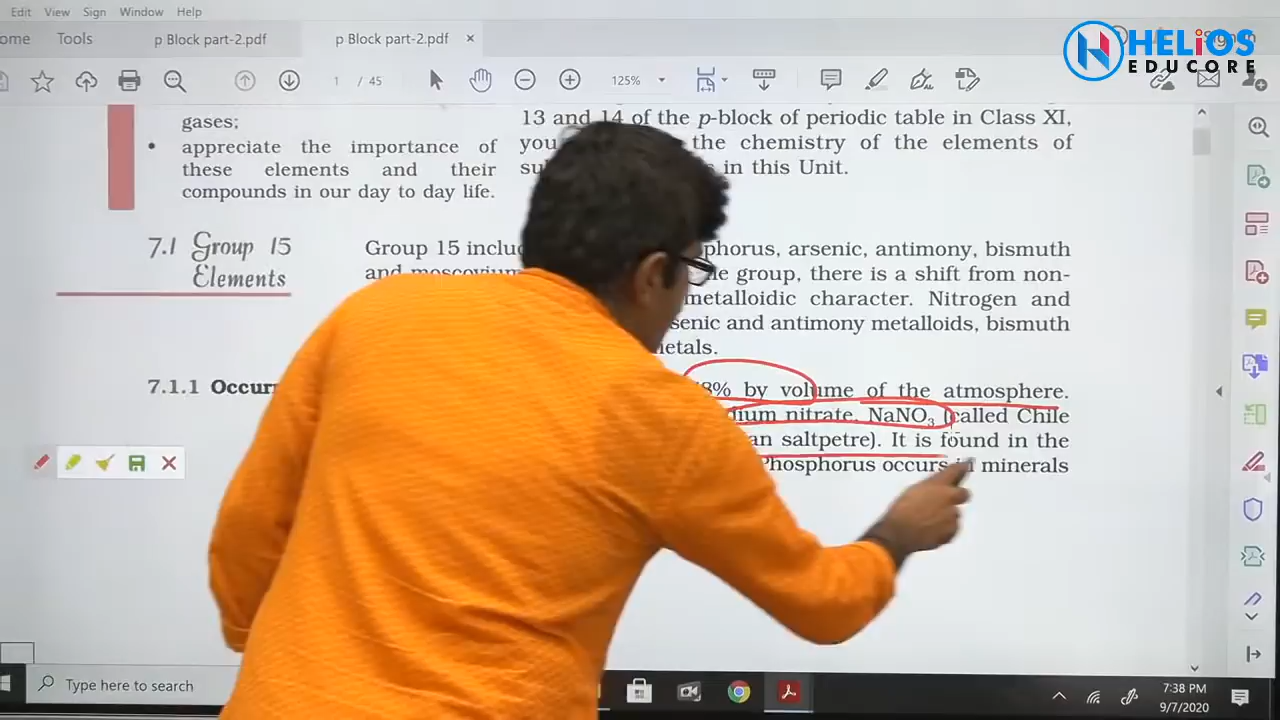 Edit View Sign Window Help
ome Tools p Block part-2.pdf p Block part-2.pdf ×
HELiOS
EDUCORE
1 / 45 125%
gases;
• appreciate the importance of
these elements and their
compounds in our day to day life.
13 and 14 of the p-block of periodic table in Class XI,
you the chemistry of the elements of
in this Unit.
7.1 Group 15
Elements
Group 15 orus, arsenic, antimony, bismuth
and moscovium group, there is a shift from non-
metalloidic character. Nitrogen and
and antimony metalloids, bismuth
etals.
7.1.1 8% by volume of the atmosphere.
dium nitrate, NaNO₃ (called Chile
an saltpetre). It is found in the
Phosphorus occurs in minerals
Type here to search
7:38 PM
9/7/2020